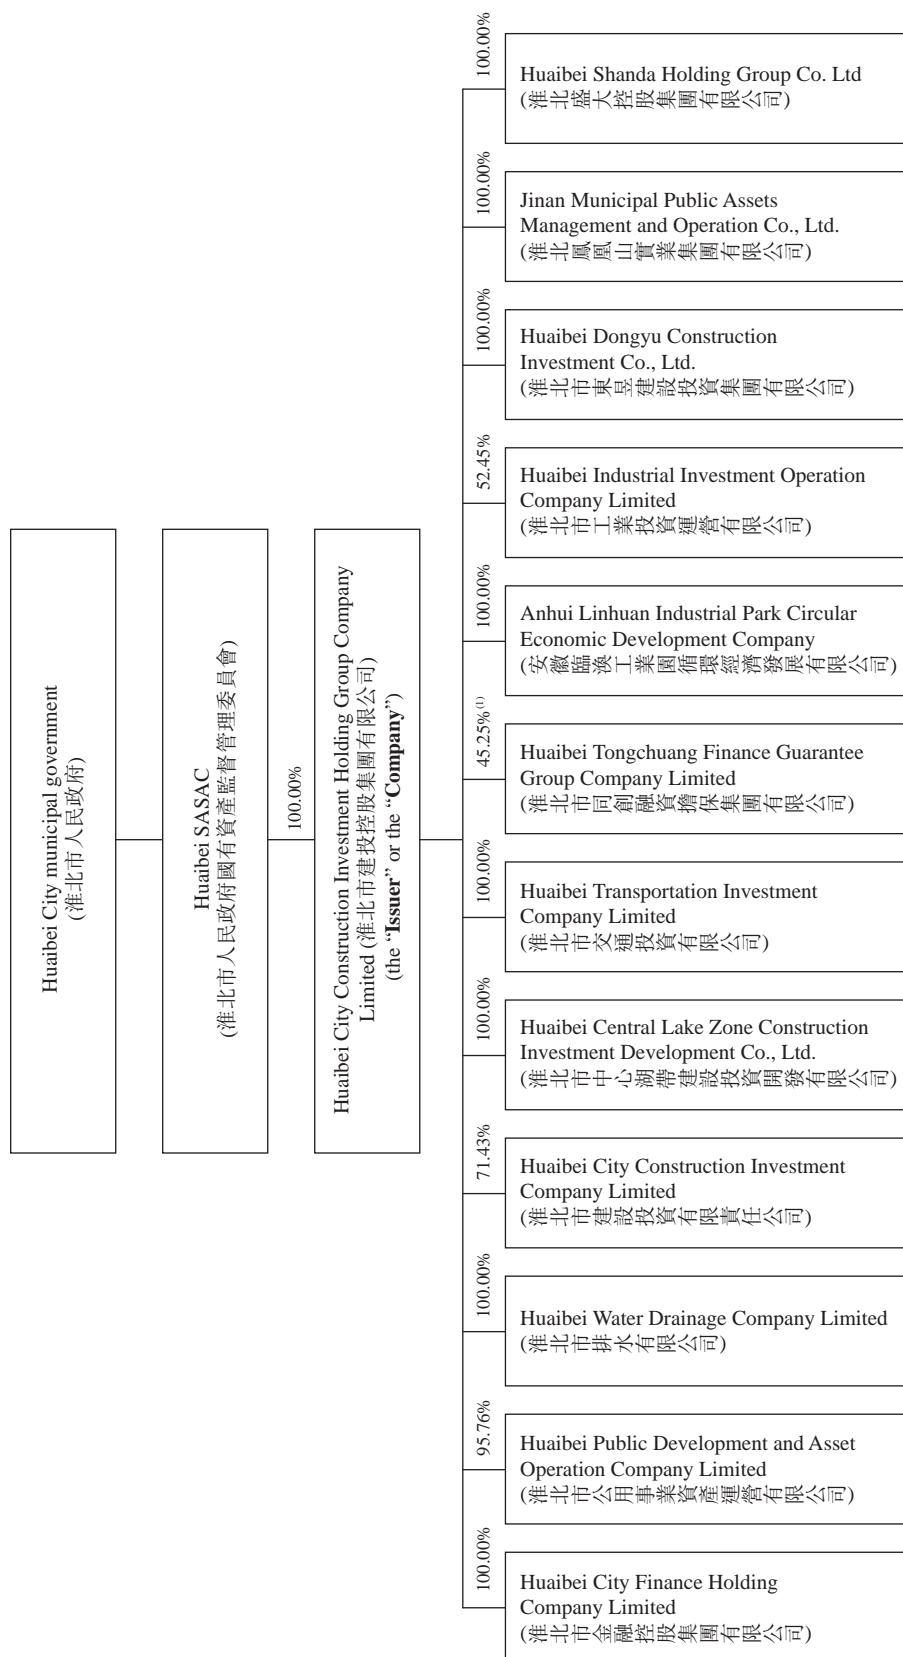 Huaibei City municipal government
(淮北市人民政府)
Huaibei SASAC
(淮北市人民政府國有資產監督管理委員會)
100.00%
Huaibei City Construction Investment Holding Group Company
Limited (淮北市建投控股集團有限公司)
(the “Issuer” or the “Company”)
100.00%
Huaibei City Finance Holding
Company Limited
(淮北市金融控股集團有限公司)
95.76%
Huaibei Public Development and Asset
Operation Company Limited
(淮北市公用事業資產運營有限公司)
100.00%
Huaibei Water Drainage Company Limited
(淮北市排水有限公司)
71.43%
Huaibei City Construction Investment
Company Limited
(淮北市建設投資有限責任公司)
100.00%
Huaibei Central Lake Zone Construction
Investment Development Co., Ltd.
(淮北市中心湖帶建設投資開發有限公司)
100.00%
Huaibei Transportation Investment
Company Limited
(淮北市交通投資有限公司)
45.25%(1)
Huaibei Tongchuang Finance Guarantee
Group Company Limited
(淮北市同創融資擔保集團有限公司)
100.00%
Anhui Linhuan Industrial Park Circular
Economic Development Company
(安徽臨渙工業園循環經濟發展有限公司)
52.45%
Huaibei Industrial Investment Operation
Company Limited
(淮北市工業投資運營有限公司)
100.00%
Huaibei Dongyu Construction
Investment Co., Ltd.
(淮北市東昱建設投資集團有限公司)
100.00%
Jinan Municipal Public Assets
Management and Operation Co., Ltd.
(淮北鳳凰山實業集團有限公司)
100.00%
Huaibei Shanda Holding Group Co. Ltd
(淮北盛大控股集團有限公司)